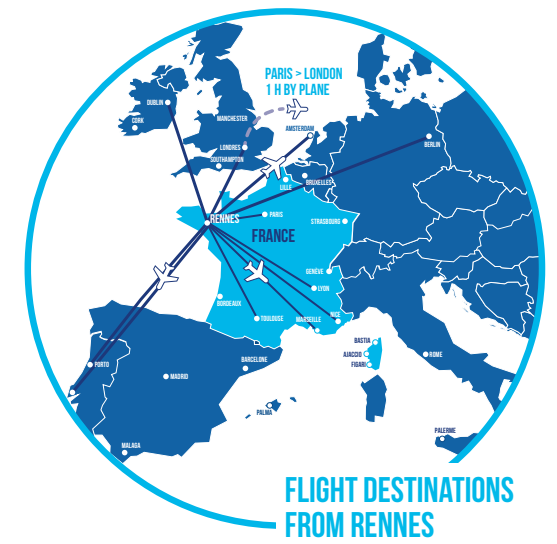 PARIS > LONDON
1 H BY PLANE
DUBLIN
CORK
MANCHESTER
AMSTERDAM
LONDRES
SOUTHAMPTON
BERLIN
LILLE
BRUXELLES
RENNES
PARIS
STRASBOURG
FRANCE
GENÈVE
LYON
BORDEAUX
TOULOUSE
MARSEILLE
NICE
BASTIA
AJACCIO
FIGARI
ROME
PORTO
MADRID
BARCELONE
PALMA
PALERME
MALAGA
FLIGHT DESTINATIONS
FROM RENNES